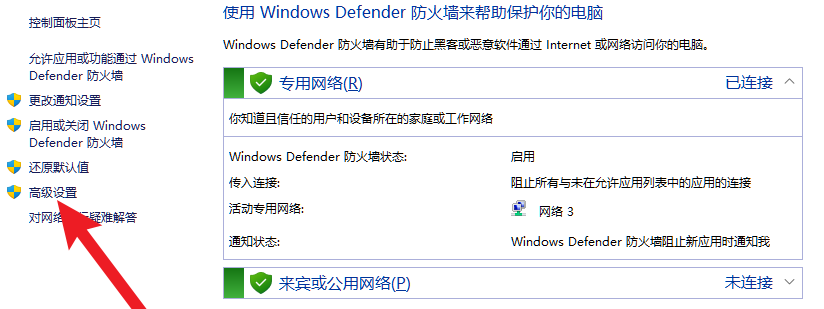 控制面板主页
允许应用或功能通过 Windows
Defender 防火墙
更改通知设置
启用或关闭 Windows
Defender 防火墙
还原默认值
高级设置
对网络 疑难解答
使用 Windows Defender 防火墙来帮助保护你的电脑
Windows Defender 防火墙有助于防止黑客或恶意软件通过 Internet 或网络访问你的电脑。
专用网络(R) 已连接
你知道且信任的用户和设备所在的家庭或工作网络
Windows Defender 防火墙状态: 启用
传入连接: 阻止所有与未在允许应用列表中的应用的连接
活动专用网络: 网络 3
通知状态: Windows Defender 防火墙阻止新应用时通知我
来宾或公用网络(P) 未连接